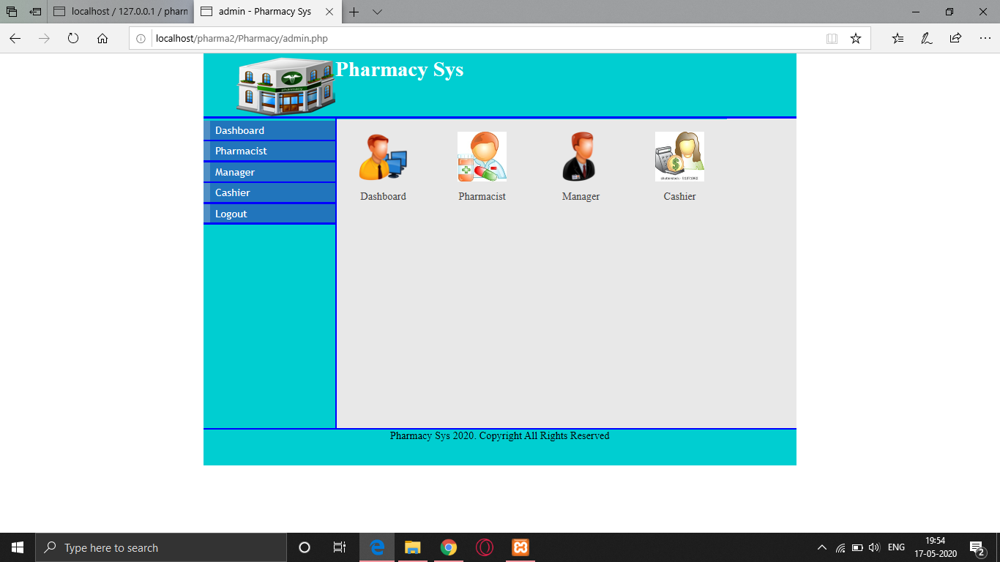 localhost / 127.0.0.1 / pharm
admin - Pharmacy Sys
localhost/pharma2/Pharmacy/admin.php
pharmacy
Pharmacy Sys
Dashboard
Pharmacist
Manager
Cashier
Logout
Dashboard
Pharmacist
Manager
Cashier
Pharmacy Sys 2020. Copyright All Rights Reserved
Type here to search
ENG
19:54
17-05-2020
2